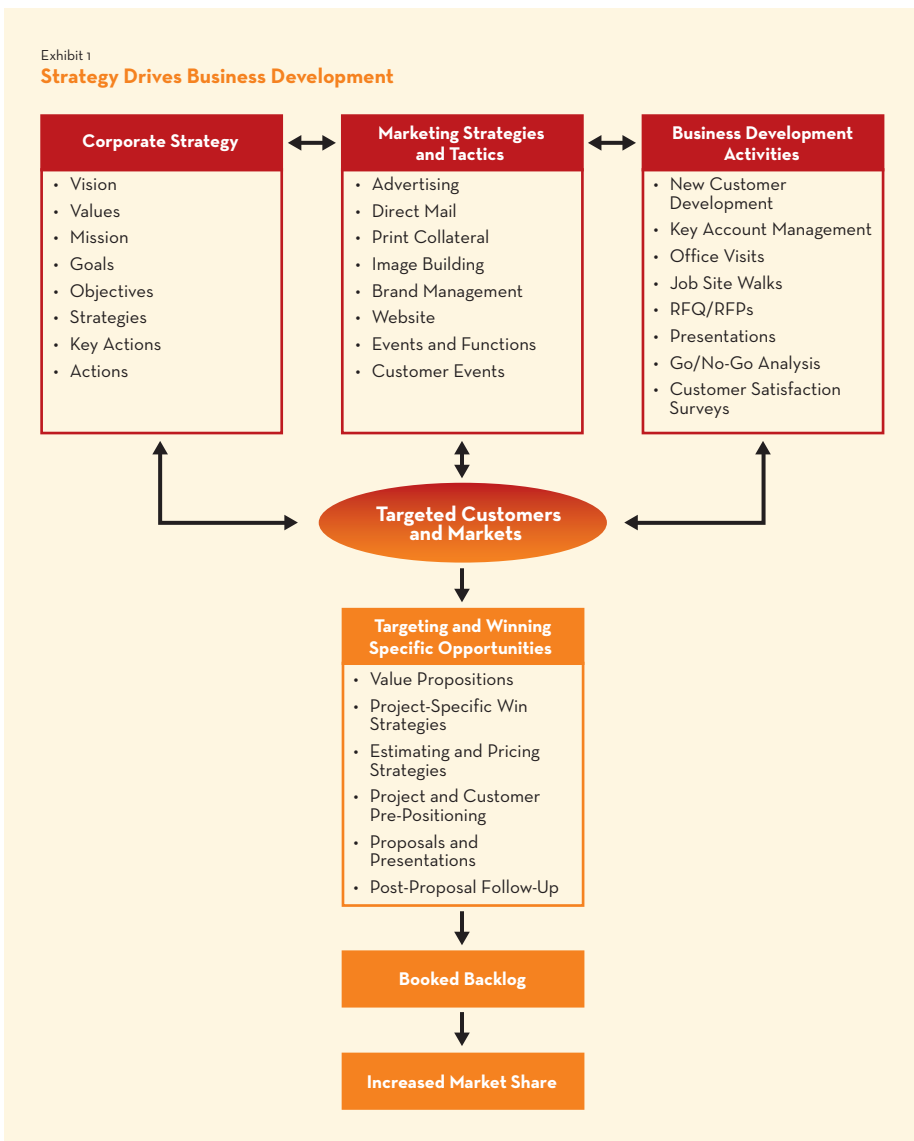 Exhibit 1
Strategy Drives Business Development
Corporate Strategy
• Vision
• Values
• Mission
• Goals
• Objectives
• Strategies
• Key Actions
• Actions
Marketing Strategies
and Tactics
• Advertising
• Direct Mail
• Print Collateral
• Image Building
• Brand Management
• Website
• Events and Functions
• Customer Events
Business Development
Activities
• New Customer
Development
• Key Account Management
• Office Visits
• Job Site Walks
• RFQ/RFPs
• Presentations
• Go/No-Go Analysis
• Customer Satisfaction
Surveys
Targeted Customers
and Markets
Targeting and Winning
Specific Opportunities
• Value Propositions
• Project-Specific Win
Strategies
• Estimating and Pricing
Strategies
• Project and Customer
Pre-Positioning
• Proposals and
Presentations
• Post-Proposal Follow-Up
Booked Backlog
Increased Market Share